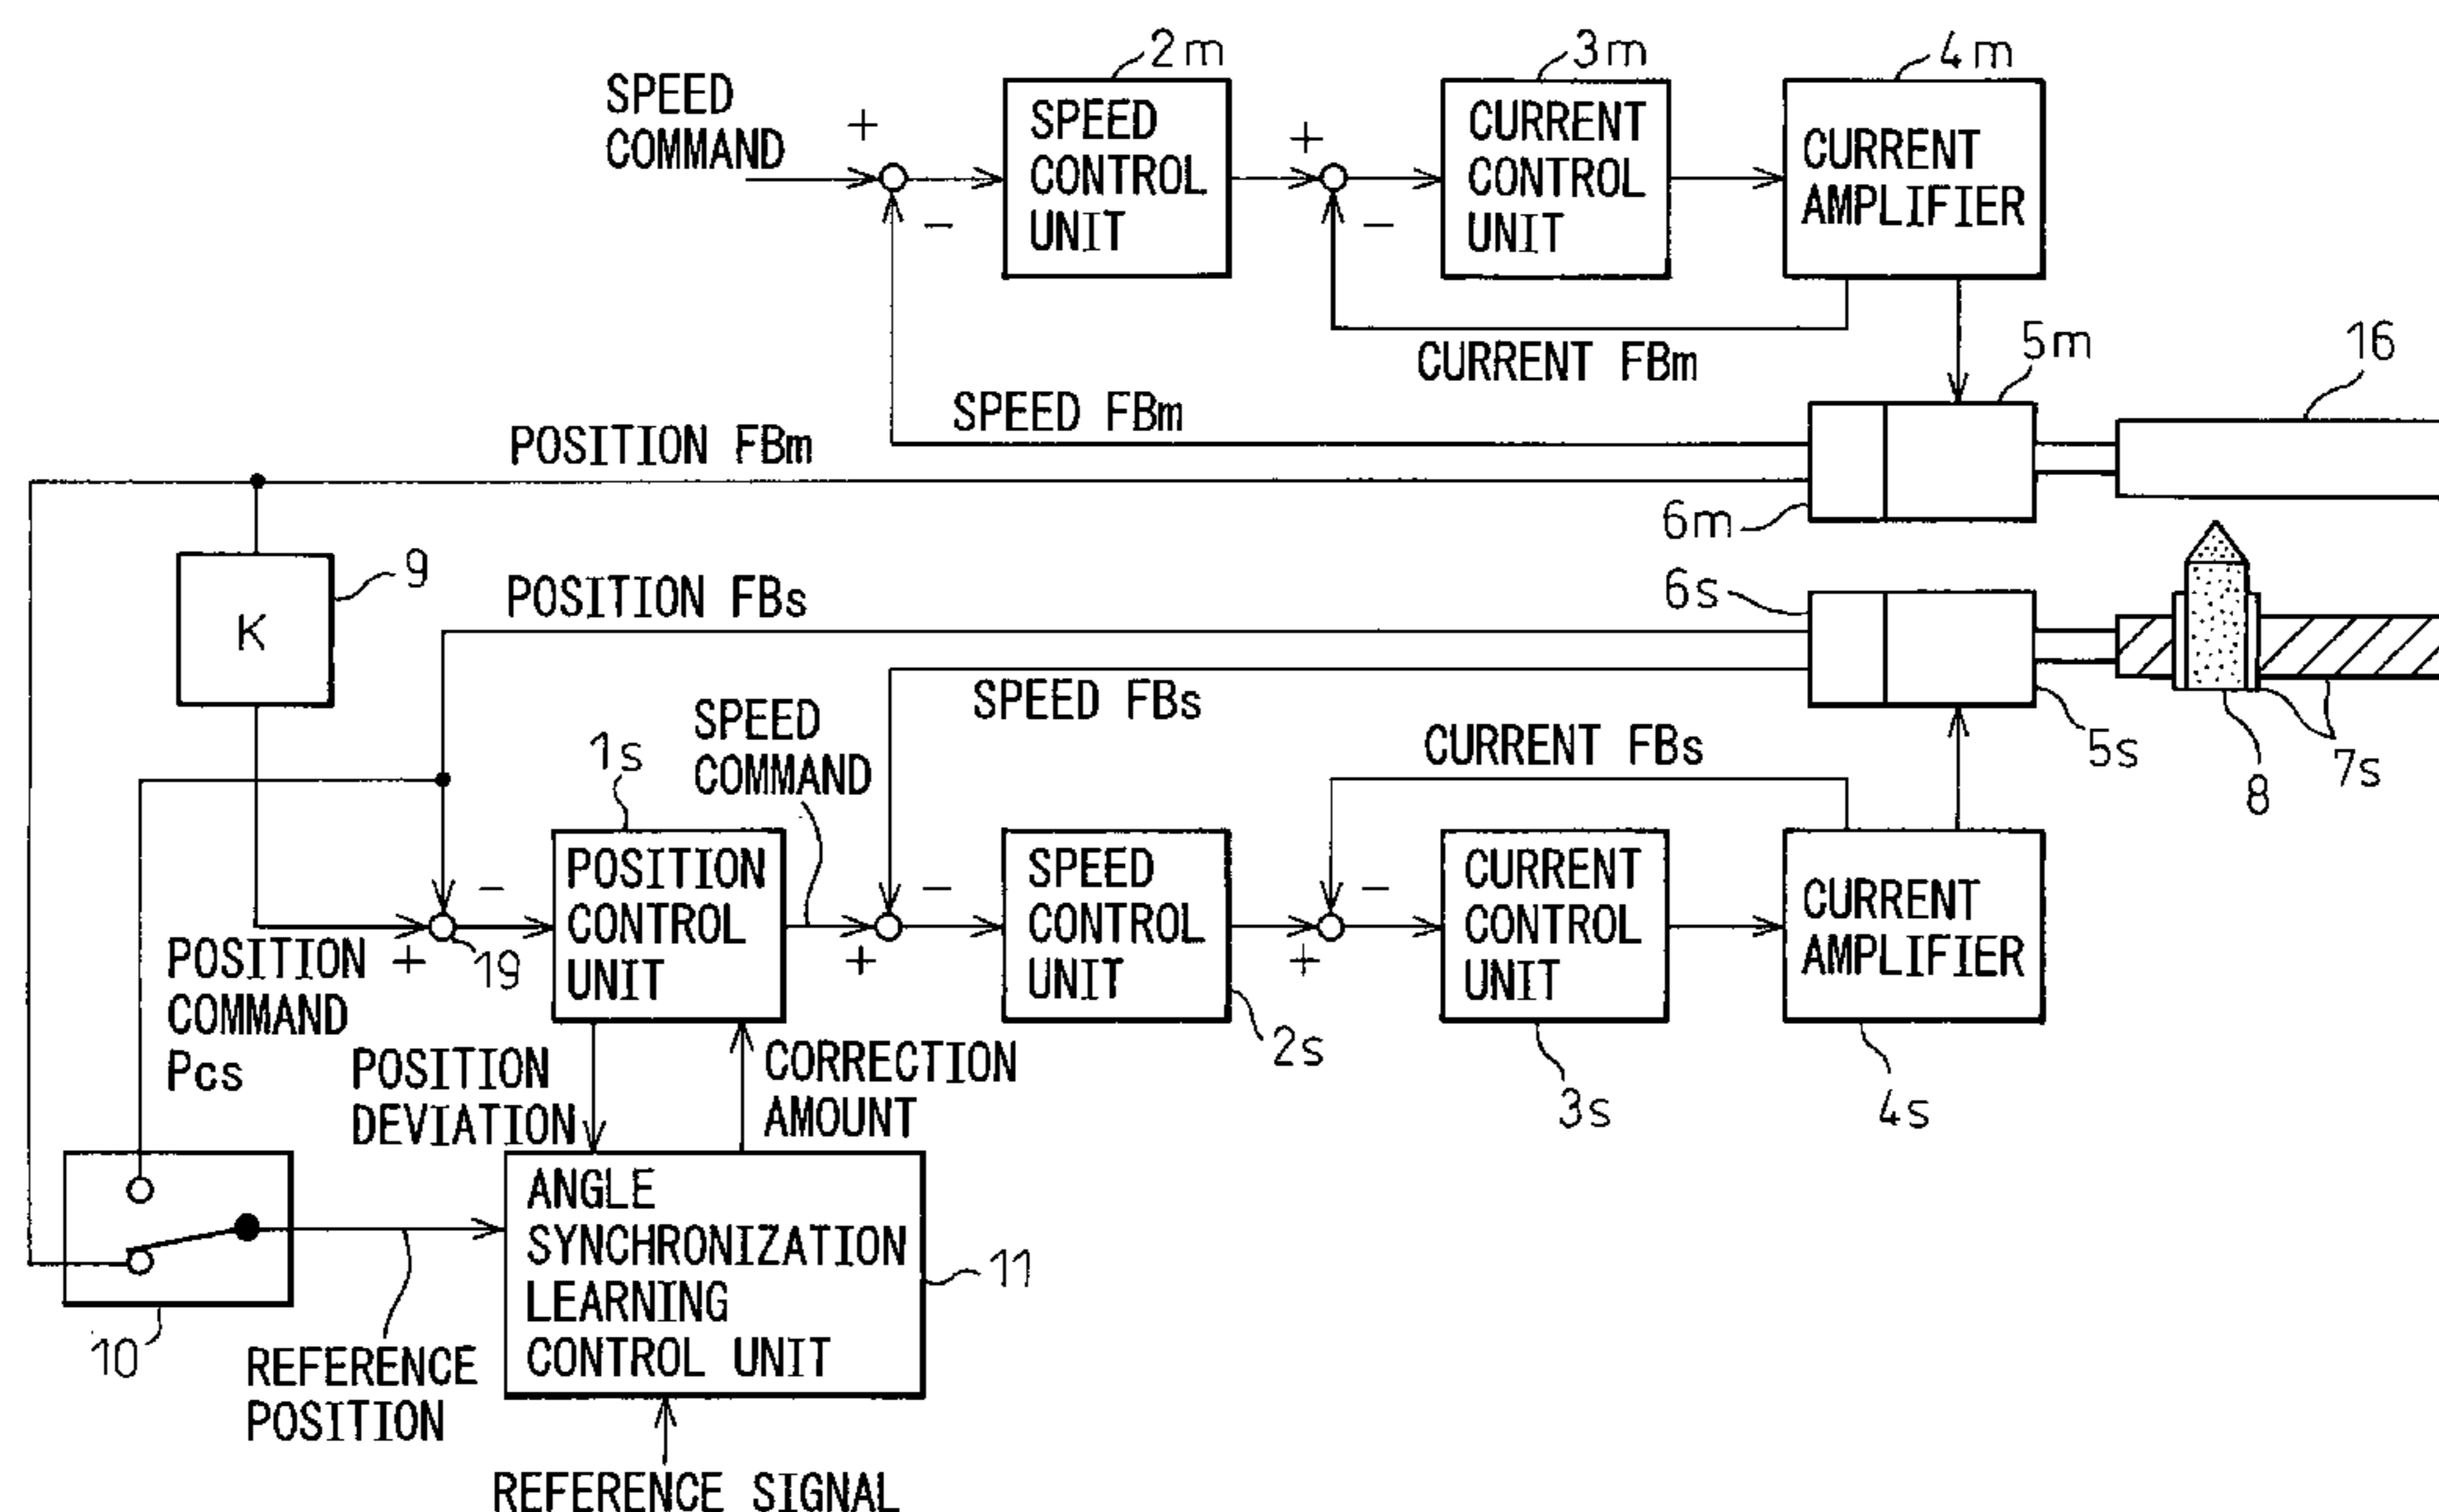 2m
3m
4m
SPEED
COMMAND
+
SPEED
CONTROL
UNIT
+
CURRENT
CONTROL
UNIT
CURRENT
AMPLIFIER
−
−
CURRENT FBm
5m
16
SPEED FBm
POSITION FBm
6m
9
K
POSITION FBs
6s
SPEED FBs
SPEED
COMMAND
1s
CURRENT FBs
5s
8
7s
−
POSITION
CONTROL
UNIT
−
SPEED
CONTROL
UNIT
−
CURRENT
CONTROL
UNIT
CURRENT
AMPLIFIER
POSITION
COMMAND
Pcs
+
19
+
+
2s
3s
4s
POSITION
DEVIATION
CORRECTION
AMOUNT
ANGLE
SYNCHRONIZATION
LEARNING
CONTROL UNIT
11
10
REFERENCE
POSITION
REFERENCE SIGNAL